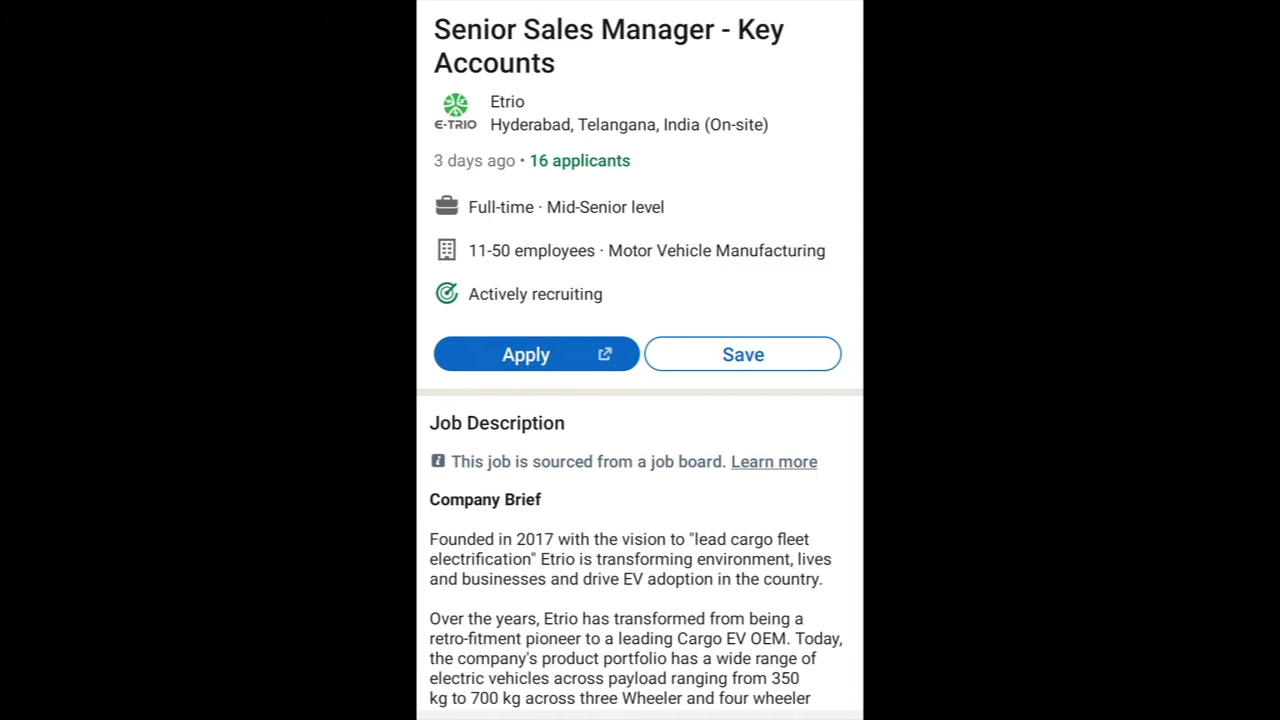 Senior Sales Manager - Key
Accounts
Etrio
E-TRIO
Hyderabad, Telangana, India (On-site)
3 days ago · 16 applicants
Full-time · Mid-Senior level
11-50 employees · Motor Vehicle Manufacturing
Actively recruiting
Apply
Save
Job Description
This job is sourced from a job board. Learn more
Company Brief
Founded in 2017 with the vision to "lead cargo fleet
electrification" Etrio is transforming environment, lives
and businesses and drive EV adoption in the country.
Over the years, Etrio has transformed from being a
retro-fitment pioneer to a leading Cargo EV OEM. Today,
the company's product portfolio has a wide range of
electric vehicles across payload ranging from 350
kg to 700 kg across three Wheeler and four wheeler